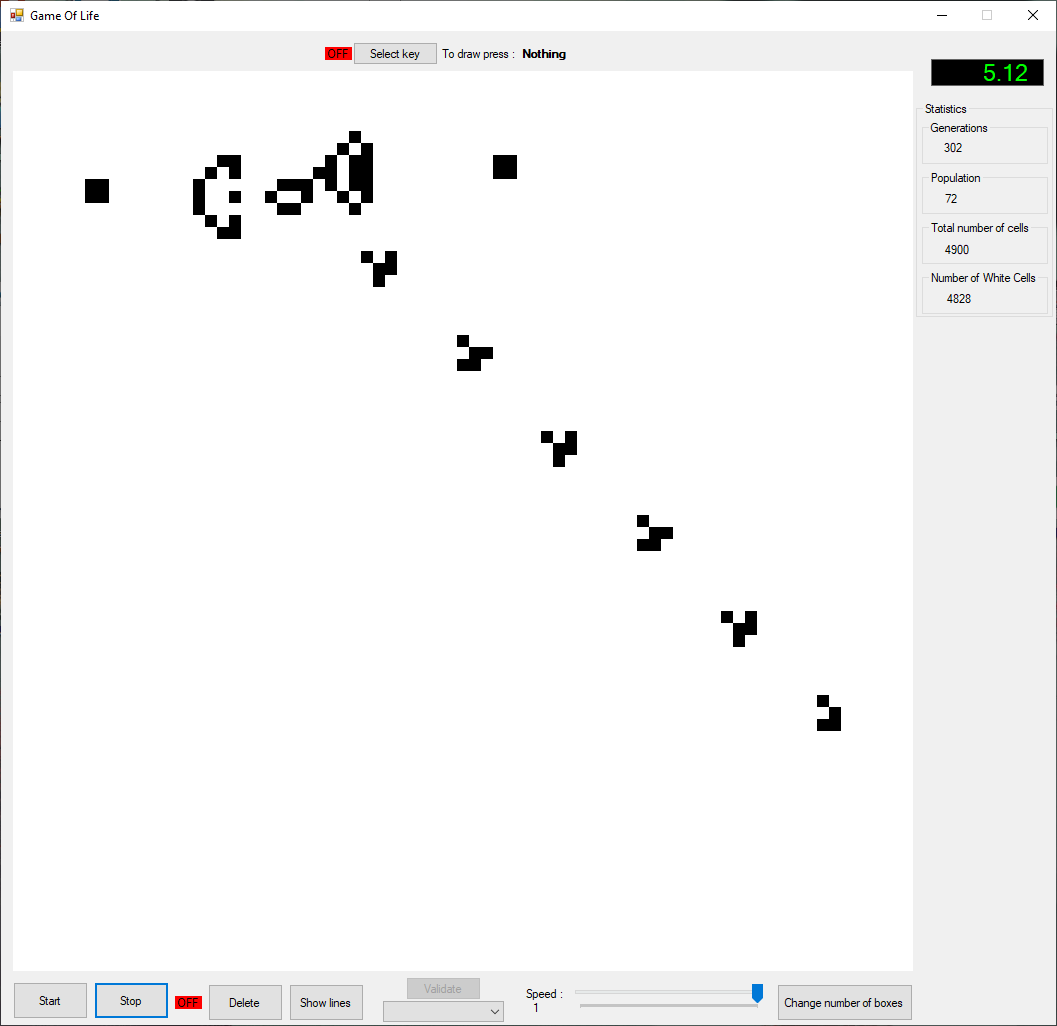 Game Of Life
OFF Select key To draw press : Nothing
5.12
Statistics
Generations
302
Population
72
Total number of cells
4900
Number of White Cells
4828
Start Stop OFF Delete Show lines Validate Speed : 1 Change number of boxes